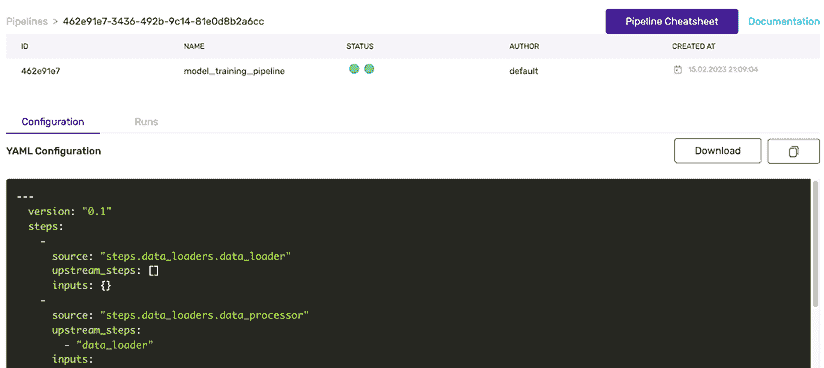 Pipelines > 462e91e7-3436-492b-9c14-81e0d8b2a6cc Pipeline Cheatsheet Documentation
ID NAME STATUS AUTHOR CREATED AT
462e91e7 model_training_pipeline default 15.02.2023 21:09:04
Configuration Runs
YAML Configuration Download
---
version: "0.1"
steps:
-
source: "steps.data_loaders.data_loader"
upstream_steps: []
inputs: {}
-
source: "steps.data_loaders.data_processor"
upstream_steps:
- "data_loader"
inputs: